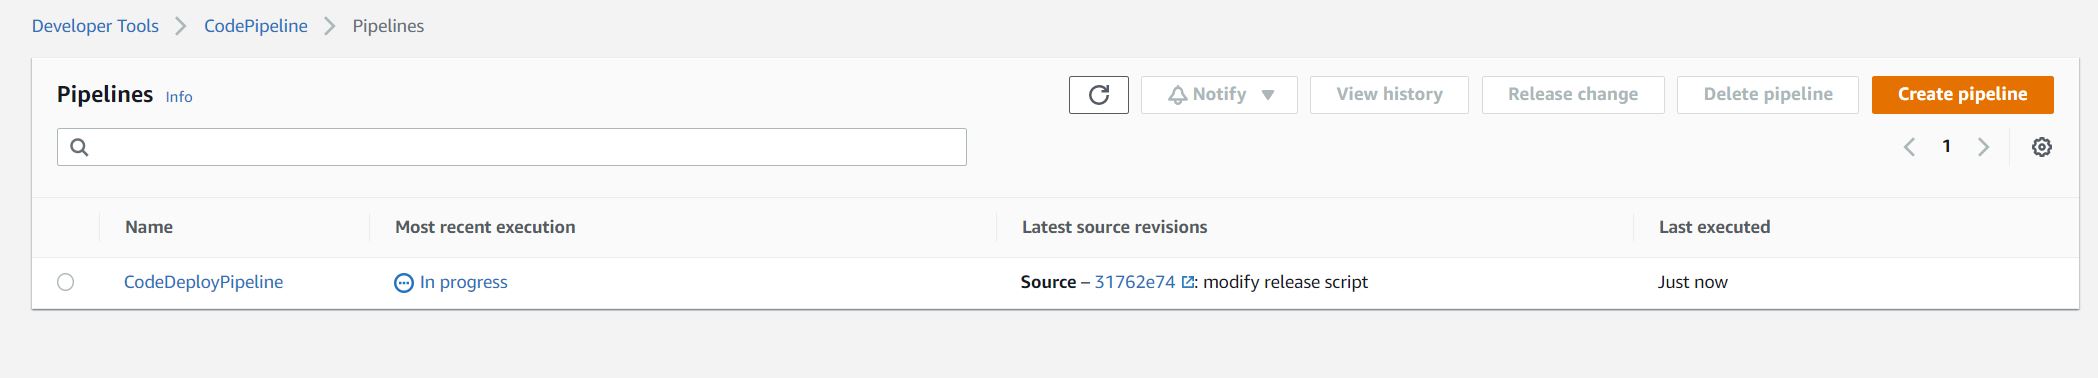 Developer Tools > CodePipeline > Pipelines
Pipelines Info
Notify View history Release change Delete pipeline Create pipeline
1
Name Most recent execution Latest source revisions Last executed
CodeDeployPipeline In progress Source – 31762e74: modify release script Just now